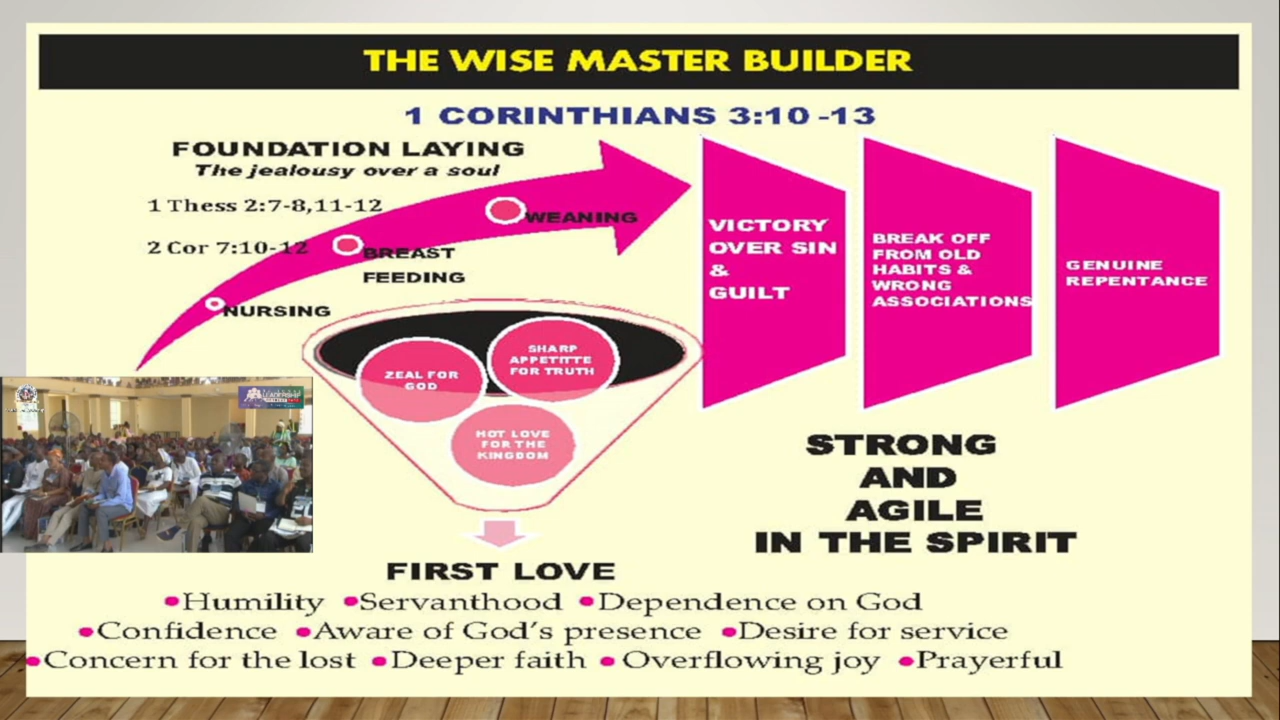 THE WISE MASTER BUILDER
1 CORINTHIANS 3:10 -13
FOUNDATION LAYING
The jealousy over a soul
1 Thess 2:7-8,11-12
2 Cor 7:10-12
WEANING
BREAST
FEEDING
NURSING
VICTORY
OVER SIN
&
GUILT
BREAK OFF
FROM OLD
HABITS &
WRONG
ASSOCIATIONS
GENUINE
REPENTANCE
ZEAL FOR
GOD
SHARP
APPETITTE
FOR TRUTH
HOT LOVE
FOR THE
KINGDOM
STRONG
AND
AGILE
IN THE SPIRIT
FIRST LOVE
•Humility •Servanthood •Dependence on God
•Confidence •Aware of God's presence •Desire for service
•Concern for the lost •Deeper faith • Overflowing joy •Prayerful
LEADERSHIP